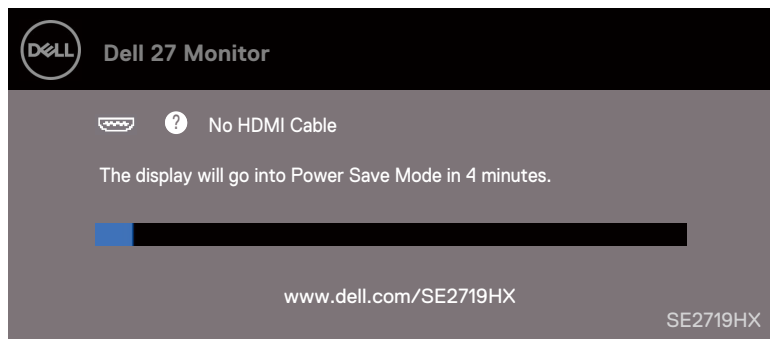 DELL
Dell 27 Monitor
? No HDMI Cable
The display will go into Power Save Mode in 4 minutes.
www.dell.com/SE2719HX
SE2719HX